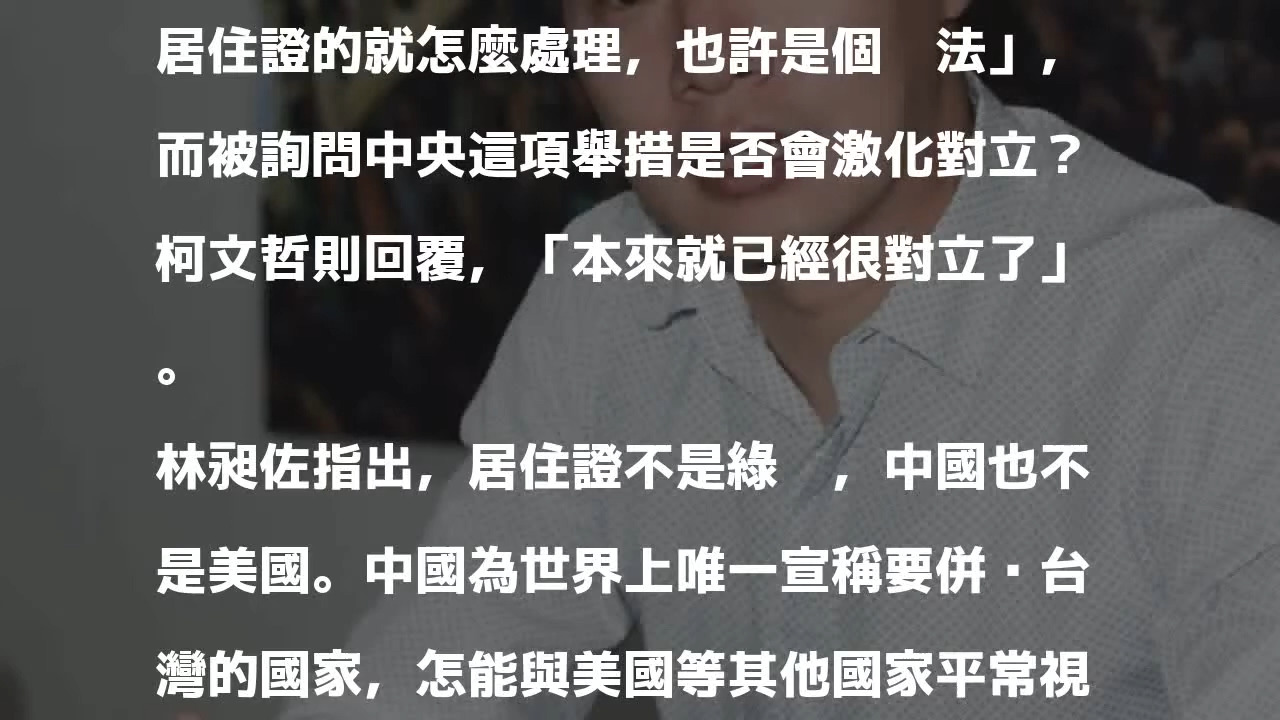 居住證的就怎麼處理，也許是個　法」，
而被詢問中央這項舉措是否會激化對立？
柯文哲則回覆，「本來就已經很對立了」
。
林昶佐指出，居住證不是綠　，中國也不
是美國。中國為世界上唯一宣稱要併·台
灣的國家，怎能與美國等其他國家平常視